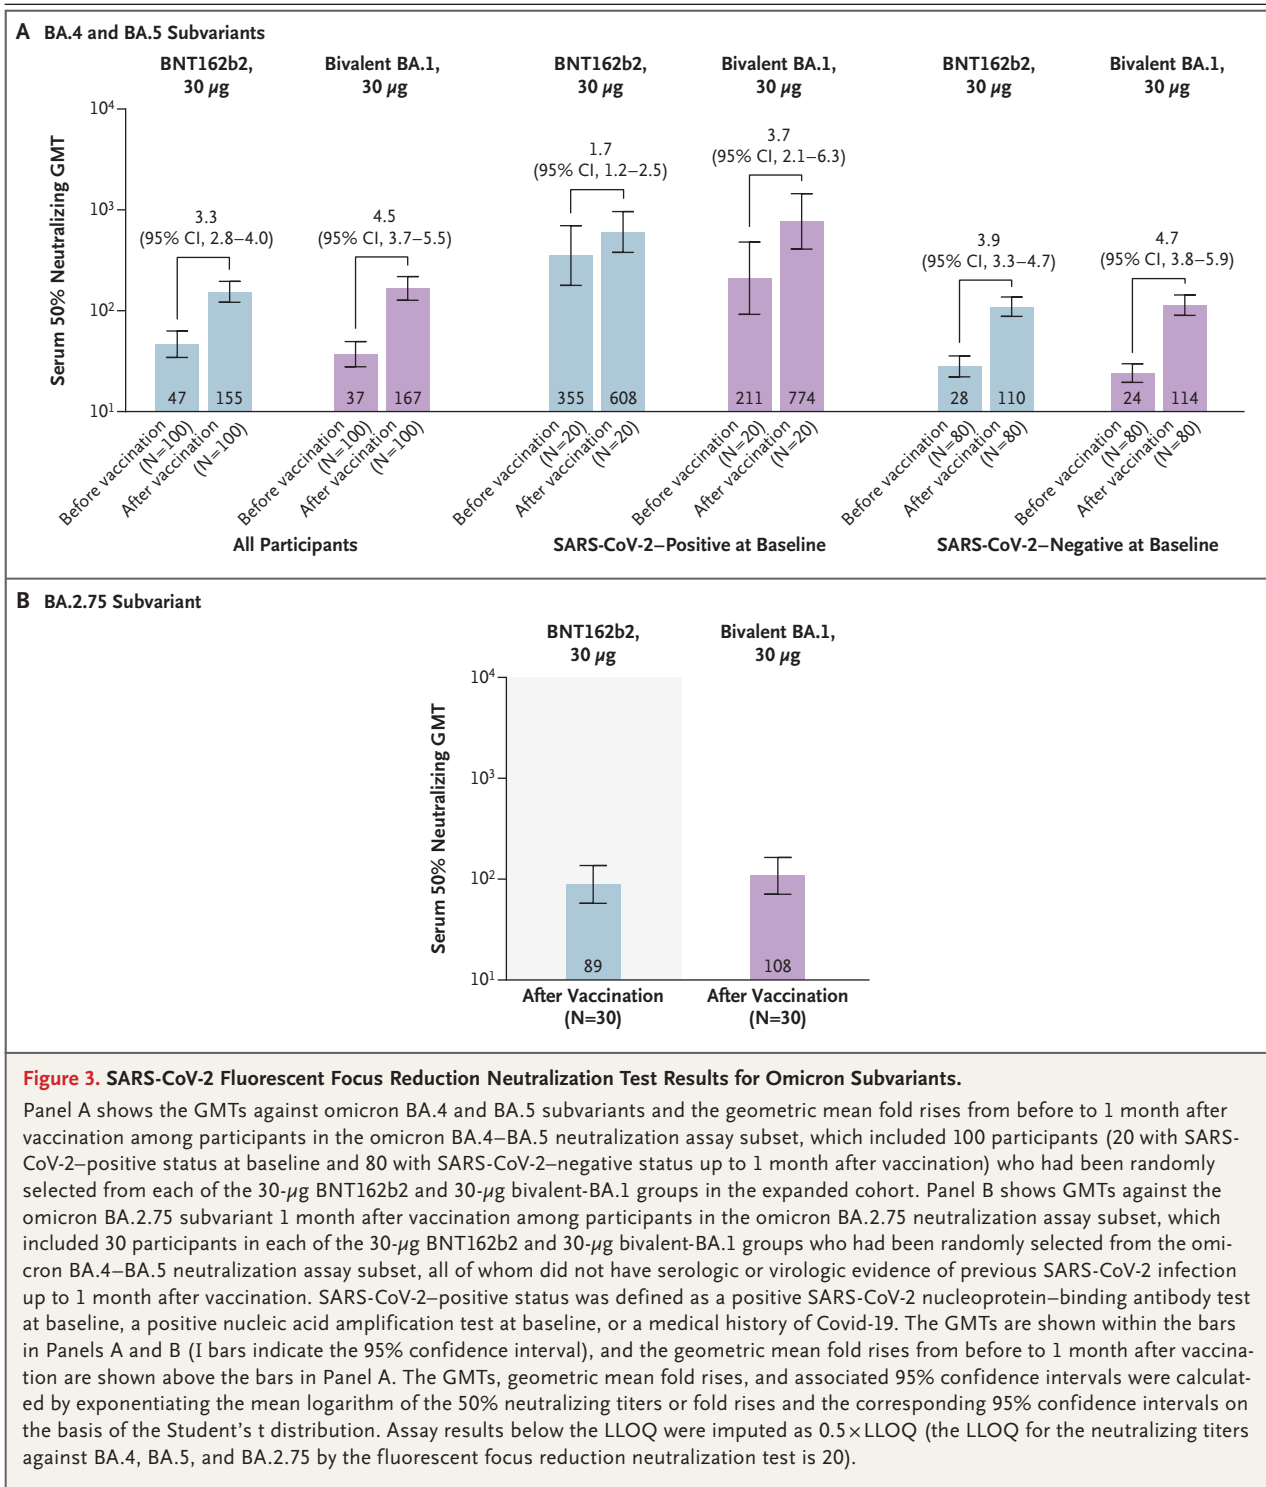 A BA.4 and BA.5 Subvariants
BNT162b2,
30 µg
Bivalent BA.1,
30 µg
BNT162b2,
30 µg
Bivalent BA.1,
30 µg
BNT162b2,
30 µg
Bivalent BA.1,
30 µg
Serum 50% Neutralizing GMT
10⁴
10³
10²
10¹
3.3
(95% CI, 2.8–4.0)
4.5
(95% CI, 3.7–5.5)
1.7
(95% CI, 1.2–2.5)
3.7
(95% CI, 2.1–6.3)
3.9
(95% CI, 3.3–4.7)
4.7
(95% CI, 3.8–5.9)
47 155 37 167 355 608 211 774 28 110 24 114
Before vaccination
(N=100)
After vaccination
(N=100)
Before vaccination
(N=100)
After vaccination
(N=100)
Before vaccination
(N=20)
After vaccination
(N=20)
Before vaccination
(N=20)
After vaccination
(N=20)
Before vaccination
(N=80)
After vaccination
(N=80)
Before vaccination
(N=80)
After vaccination
(N=80)
All Participants
SARS-CoV-2–Positive at Baseline
SARS-CoV-2–Negative at Baseline
B BA.2.75 Subvariant
BNT162b2,
30 µg
Bivalent BA.1,
30 µg
Serum 50% Neutralizing GMT
10⁴
10³
10²
10¹
89 108
After Vaccination
(N=30)
After Vaccination
(N=30)
Figure 3. SARS-CoV-2 Fluorescent Focus Reduction Neutralization Test Results for Omicron Subvariants.
Panel A shows the GMTs against omicron BA.4 and BA.5 subvariants and the geometric mean fold rises from before to 1 month after
vaccination among participants in the omicron BA.4–BA.5 neutralization assay subset, which included 100 participants (20 with SARS-
CoV-2–positive status at baseline and 80 with SARS-CoV-2–negative status up to 1 month after vaccination) who had been randomly
selected from each of the 30-µg BNT162b2 and 30-µg bivalent-BA.1 groups in the expanded cohort. Panel B shows GMTs against the
omicron BA.2.75 subvariant 1 month after vaccination among participants in the omicron BA.2.75 neutralization assay subset, which
included 30 participants in each of the 30-µg BNT162b2 and 30-µg bivalent-BA.1 groups who had been randomly selected from the omi-
cron BA.4–BA.5 neutralization assay subset, all of whom did not have serologic or virologic evidence of previous SARS-CoV-2 infection
up to 1 month after vaccination. SARS-CoV-2–positive status was defined as a positive SARS-CoV-2 nucleoprotein–binding antibody test
at baseline, a positive nucleic acid amplification test at baseline, or a medical history of Covid-19. The GMTs are shown within the bars
in Panels A and B (I bars indicate the 95% confidence interval), and the geometric mean fold rises from before to 1 month after vaccina-
tion are shown above the bars in Panel A. The GMTs, geometric mean fold rises, and associated 95% confidence intervals were calculat-
ed by exponentiating the mean logarithm of the 50% neutralizing titers or fold rises and the corresponding 95% confidence intervals on
the basis of the Student’s t distribution. Assay results below the LLOQ were imputed as 0.5×LLOQ (the LLOQ for the neutralizing titers
against BA.4, BA.5, and BA.2.75 by the fluorescent focus reduction neutralization test is 20).